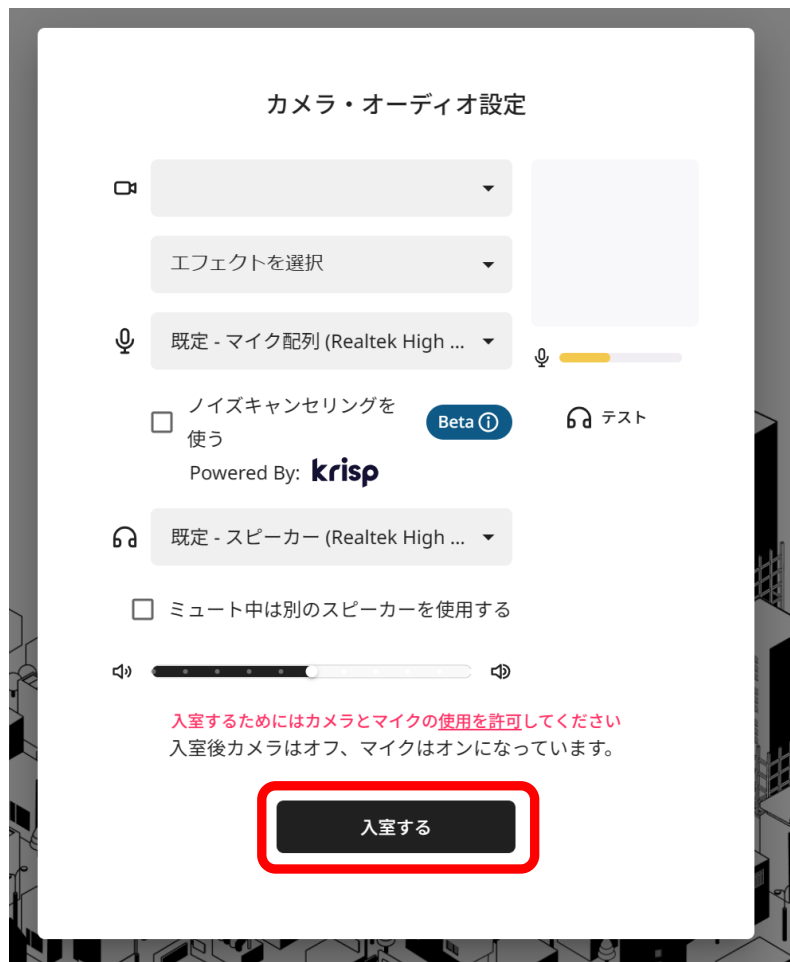 カメラ・オーディオ設定
エフェクトを選択
既定 - マイク配列 (Realtek High ...
ノイズキャンセリングを
使う
Beta
Powered By: krisp
テスト
既定 - スピーカー (Realtek High ...
ミュート中は別のスピーカーを使用する
入室するためにはカメラとマイクの使用を許可してください
入室後カメラはオフ、マイクはオンになっています。
入室する